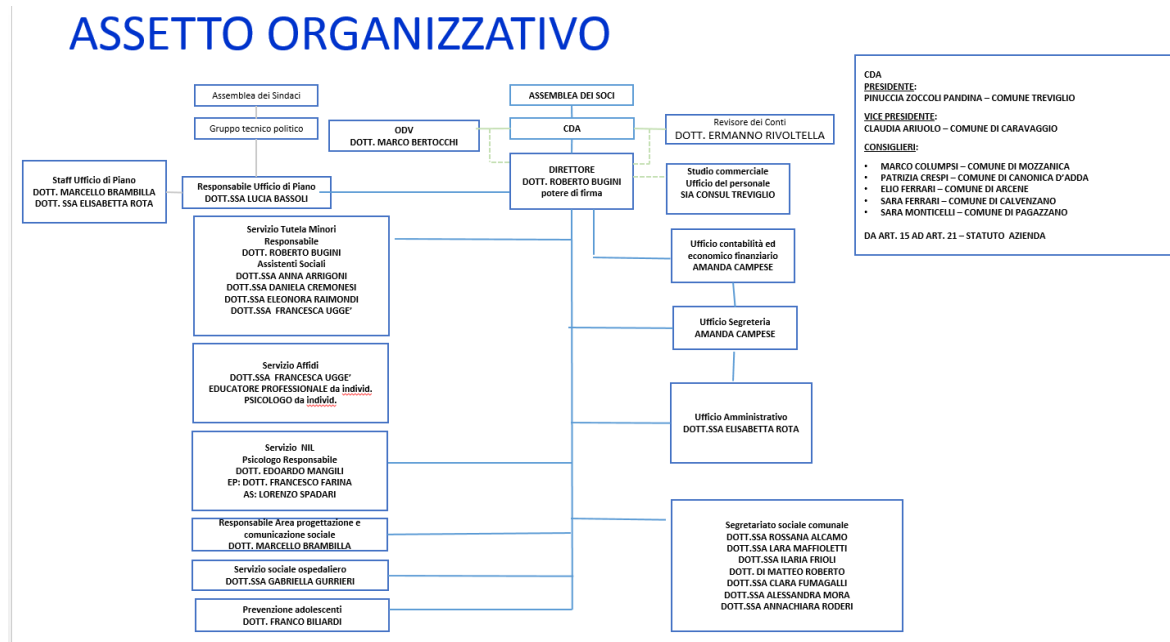 ASSETTO ORGANIZZATIVO
Assemblea dei Sindaci
Gruppo tecnico politico
ASSEMBLEA DEI SOCI
CDA
ODV
DOTT. MARCO BERTOCCHI
Revisore dei Conti
DOTT. ERMANNO RIVOLTELLA
DIRETTORE
DOTT. ROBERTO BUGINI
potere di firma
Studio commerciale
Ufficio del personale
SIA CONSUL TREVIGLIO
Staff Ufficio di Piano
DOTT. MARCELLO BRAMBILLA
DOTT. SSA ELISABETTA ROTA
Responsabile Ufficio di Piano
DOTT.SSA LUCIA BASSOLI
Servizio Tutela Minori
Responsabile
DOTT. ROBERTO BUGINI
Assistenti Sociali
DOTT.SSA ANNA ARRIGONI
DOTT.SSA DANIELA CREMONESI
DOTT.SSA ELEONORA RAIMONDI
DOTT.SSA FRANCESCA UGGE'
Servizio Affidi
DOTT.SSA FRANCESCA UGGE'
EDUCATORE PROFESSIONALE da individ.
PSICOLOGO da individ.
Servizio NIL
Psicologo Responsabile
DOTT. EDOARDO MANGILI
EP: DOTT. FRANCESCO FARINA
AS: LORENZO SPADARI
Responsabile Area progettazione e
comunicazione sociale
DOTT. MARCELLO BRAMBILLA
Servizio sociale ospedaliero
DOTT.SSA GABRIELLA GURRIERI
Prevenzione adolescenti
DOTT. FRANCO BILIARDI
Ufficio contabilità ed
economico finanziario
AMANDA CAMPESE
Ufficio Segreteria
AMANDA CAMPESE
Ufficio Amministrativo
DOTT.SSA ELISABETTA ROTA
Segretariato sociale comunale
DOTT.SSA ROSSANA ALCAMO
DOTT.SSA LARA MAFFIOLETTI
DOTT.SSA ILARIA FRIOLI
DOTT. DI MATTEO ROBERTO
DOTT.SSA CLARA FUMAGALLI
DOTT.SSA ALESSANDRA MORA
DOTT.SSA ANNACHIARA RODERI
CDA
PRESIDENTE:
PINUCCIA ZOCCOLI PANDINA – COMUNE TREVIGLIO
VICE PRESIDENTE:
CLAUDIA ARIUOLO – COMUNE DI CARAVAGGIO
CONSIGLIERI:
• MARCO COLUMPSI – COMUNE DI MOZZANICA
• PATRIZIA CRESPI – COMUNE DI CANONICA D'ADDA
• ELIO FERRARI – COMUNE DI ARCENE
• SARA FERRARI – COMUNE DI CALVENZANO
• SARA MONTICELLI – COMUNE DI PAGAZZANO
DA ART. 15 AD ART. 21 – STATUTO AZIENDA